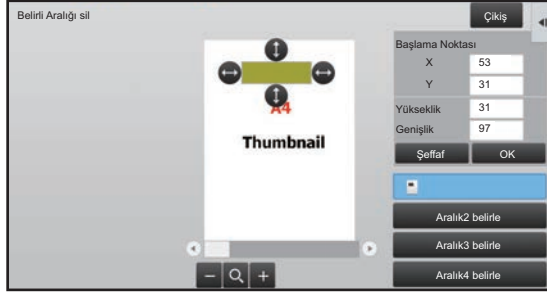 Belirli Aralığı sil
Çikiş
Başlama Noktası
X 53
Y 31
Yükseklik 31
Genişlik 97
Şeffaf OK
A4
Thumbnail
Aralık2 belirle
Aralık3 belirle
Aralık4 belirle